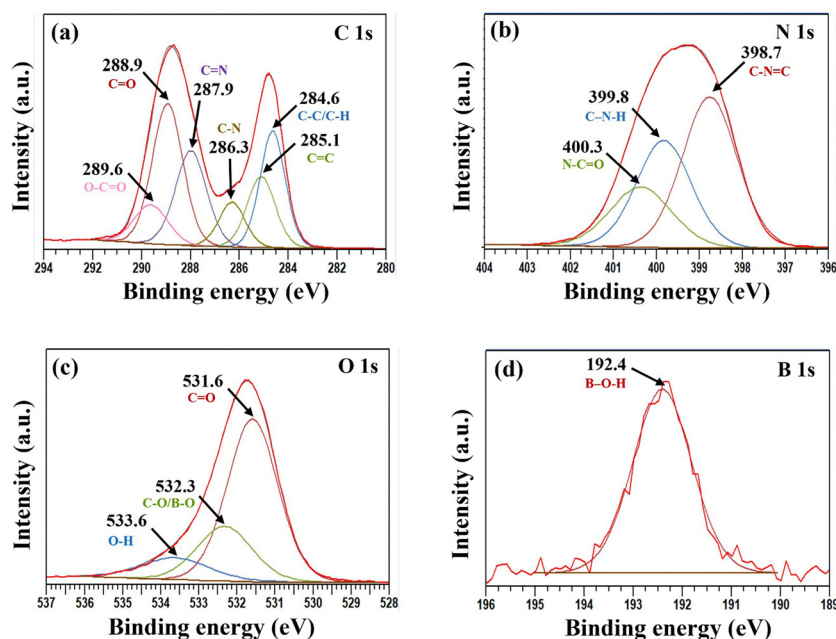 (a)
C 1s
288.9
C=O
C=N
287.9
284.6
C-C/C-H
C-N
286.3
285.1
C=C
289.6
O-C=O
Intensity (a.u.)
294 292 290 288 286 284 282 280
Binding energy (eV)
(b)
N 1s
398.7
C-N=C
399.8
C–N-H
400.3
N-C=O
Intensity (a.u.)
404 403 402 401 400 399 398 397 396
Binding energy (eV)
(c)
O 1s
531.6
C=O
532.3
C-O/B-O
533.6
O-H
Intensity (a.u.)
537 536 535 534 533 532 531 530 529 528
Binding energy (eV)
(d)
B 1s
192.4
B–O-H
Intensity (a.u.)
196 195 194 193 192 191 190 189
Binding energy (eV)